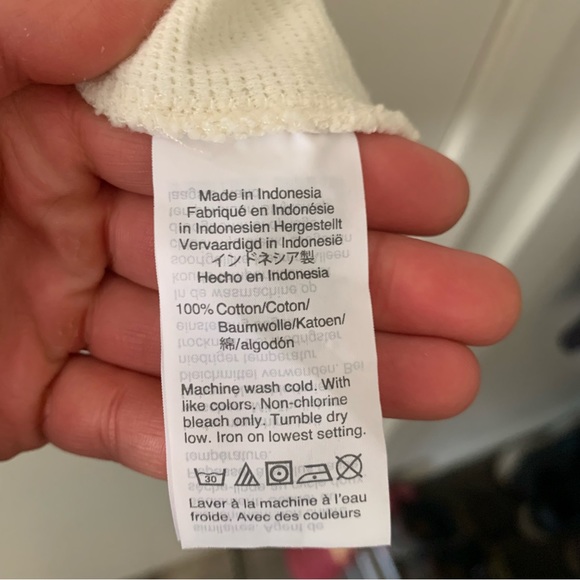 Made in Indonesia
Fabriqué en Indonésie
in Indonesien Hergestellt
Vervaardigd in Indonesië
インドネシア製
Hecho en Indonesia
100% Cotton/Coton/
Baumwolle/Katoen/
綿/algodón
Machine wash cold. With
like colors. Non-chlorine
bleach only. Tumble dry
low. Iron on lowest setting.
30
Laver à la machine à l'eau
froide. Avec des couleurs